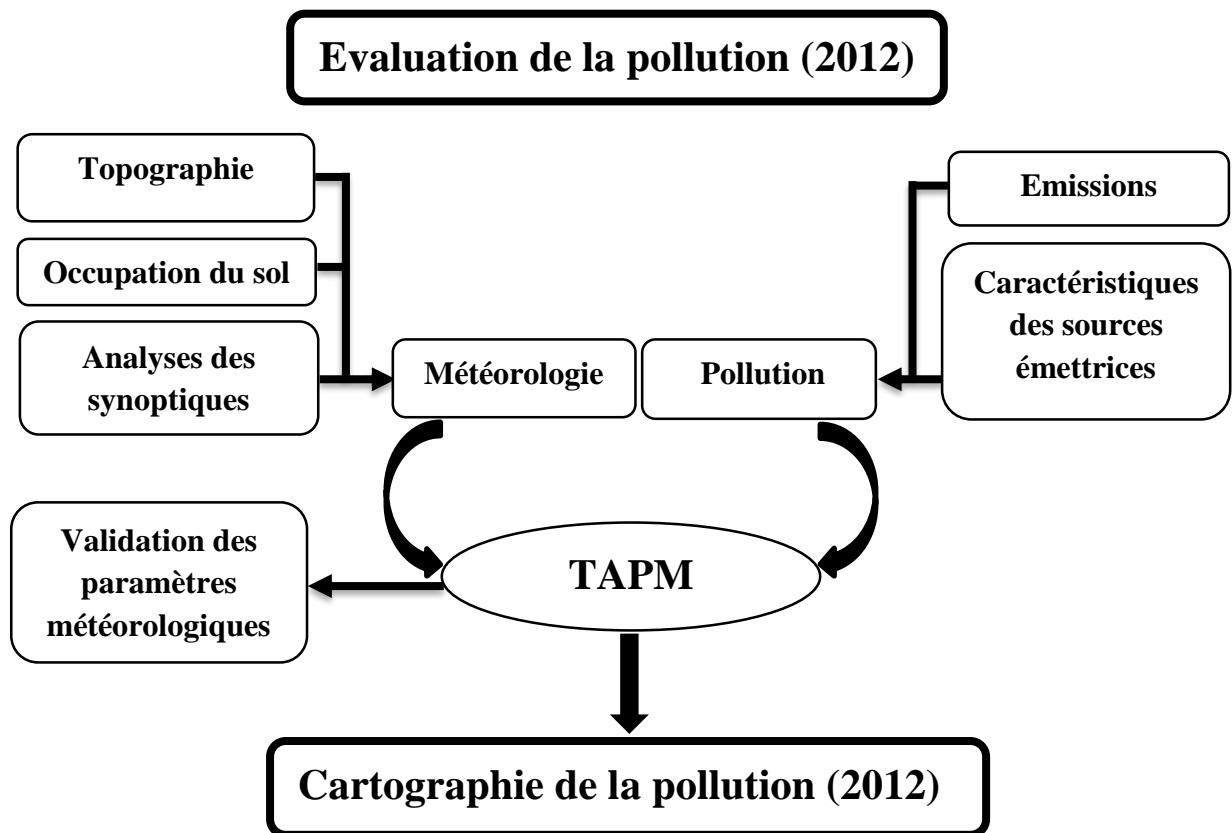 Evaluation de la pollution (2012)
Topographie
Occupation du sol
Analyses des
synoptiques
Météorologie
Pollution
Emissions
Caractéristiques
des sources
émettrices
Validation des
paramètres
météorologiques
TAPM
Cartographie de la pollution (2012)